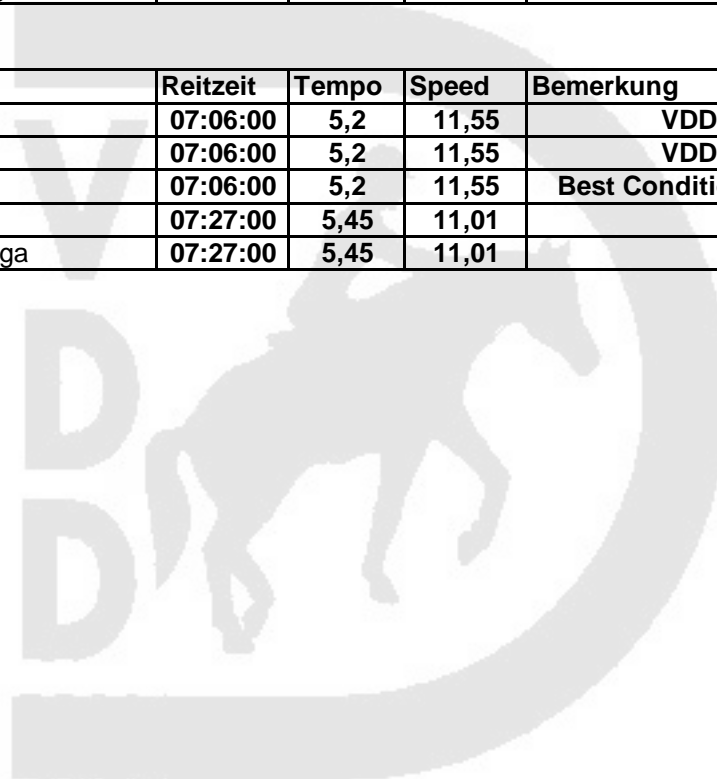 Reitzeit Tempo Speed Bemerkung
07:06:00 5,2 11,55 VDD
07:06:00 5,2 11,55 VDD
07:06:00 5,2 11,55 Best Conditi
07:27:00 5,45 11,01
ga 07:27:00 5,45 11,01
V
D
D